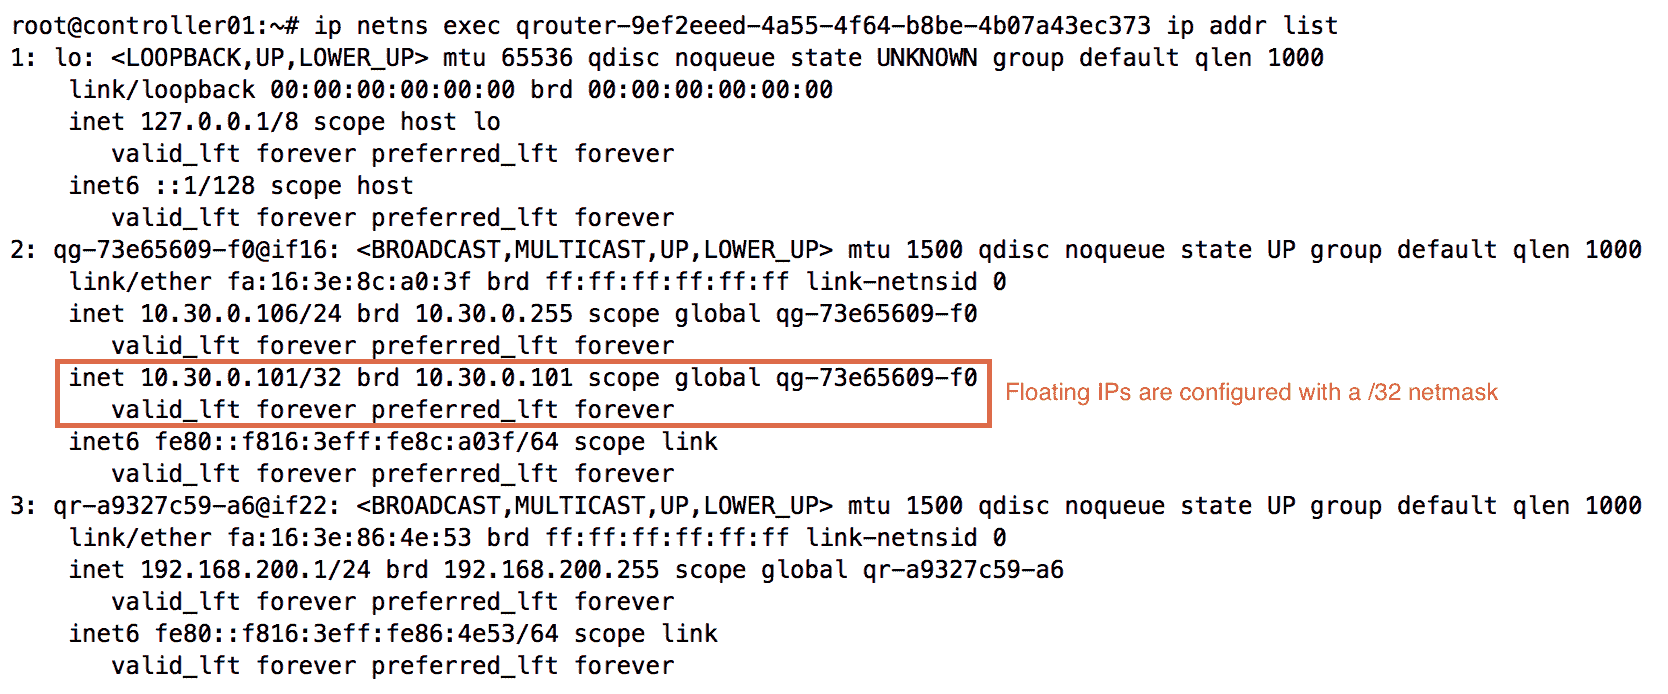 root@controller01:~# ip netns exec qrouter-9ef2eeed-4a55-4f64-b8be-4b07a43ec373 ip addr list
1: lo: <LOOPBACK,UP,LOWER_UP> mtu 65536 qdisc noqueue state UNKNOWN group default qlen 1000
    link/loopback 00:00:00:00:00:00 brd 00:00:00:00:00:00
    inet 127.0.0.1/8 scope host lo
       valid_lft forever preferred_lft forever
    inet6 ::1/128 scope host
       valid_lft forever preferred_lft forever
2: qg-73e65609-f0@if16: <BROADCAST,MULTICAST,UP,LOWER_UP> mtu 1500 qdisc noqueue state UP group default qlen 1000
    link/ether fa:16:3e:8c:a0:3f brd ff:ff:ff:ff:ff:ff link-netnsid 0
    inet 10.30.0.106/24 brd 10.30.0.255 scope global qg-73e65609-f0
       valid_lft forever preferred_lft forever
    inet 10.30.0.101/32 brd 10.30.0.101 scope global qg-73e65609-f0
Floating IPs are configured with a /32 netmask
       valid_lft forever preferred_lft forever
    inet6 fe80::f816:3eff:fe8c:a03f/64 scope link
       valid_lft forever preferred_lft forever
3: qr-a9327c59-a6@if22: <BROADCAST,MULTICAST,UP,LOWER_UP> mtu 1500 qdisc noqueue state UP group default qlen 1000
    link/ether fa:16:3e:86:4e:53 brd ff:ff:ff:ff:ff:ff link-netnsid 0
    inet 192.168.200.1/24 brd 192.168.200.255 scope global qr-a9327c59-a6
       valid_lft forever preferred_lft forever
    inet6 fe80::f816:3eff:fe86:4e53/64 scope link
       valid_lft forever preferred_lft forever